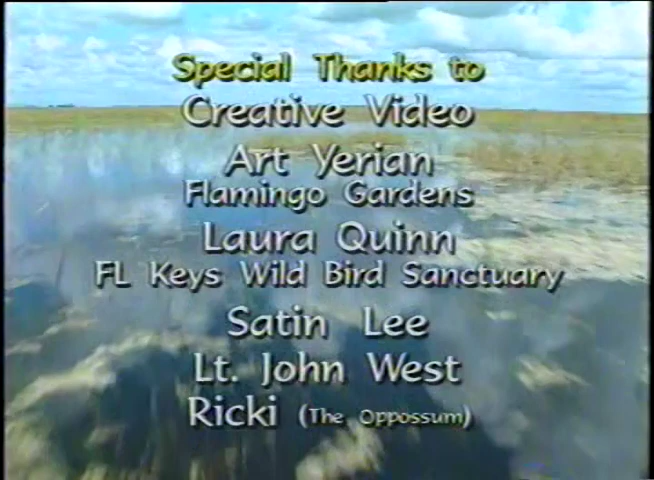 Special Thanks to
Creative Video
Art Yerian
Flamingo Gardens
Laura Quinn
FL Keys Wild Bird Sanctuary
Satin Lee
Lt. John West
Ricki (The Oppossum)